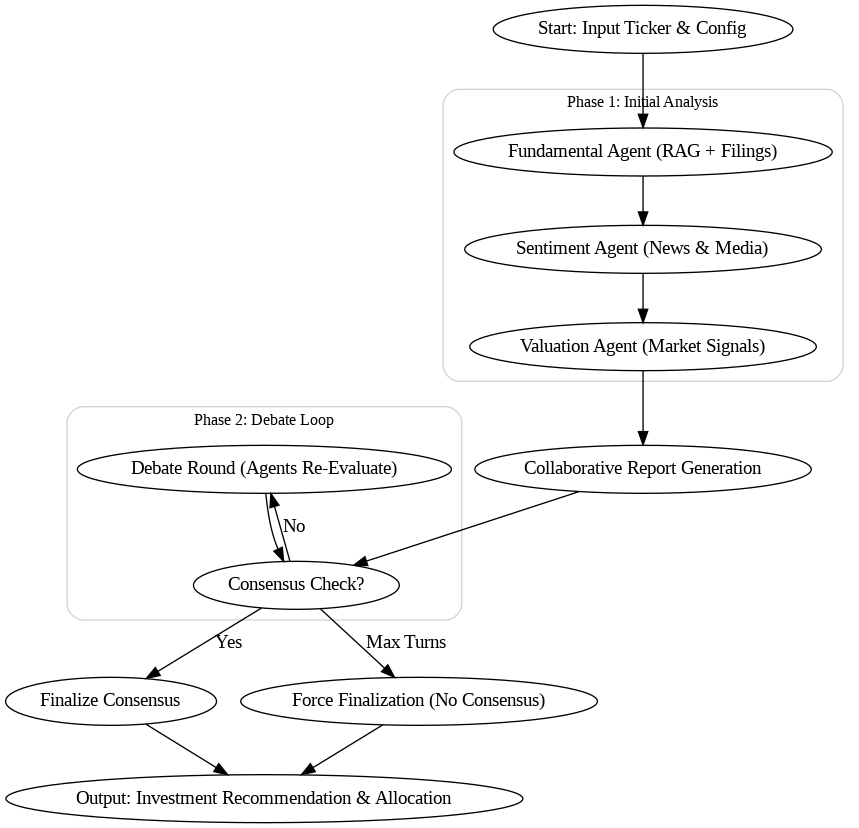 Start: Input Ticker & Config
Phase 1: Initial Analysis
Fundamental Agent (RAG + Filings)
Sentiment Agent (News & Media)
Valuation Agent (Market Signals)
Phase 2: Debate Loop
Debate Round (Agents Re-Evaluate)
Collaborative Report Generation
No
Consensus Check?
Yes
Max Turns
Finalize Consensus
Force Finalization (No Consensus)
Output: Investment Recommendation & Allocation